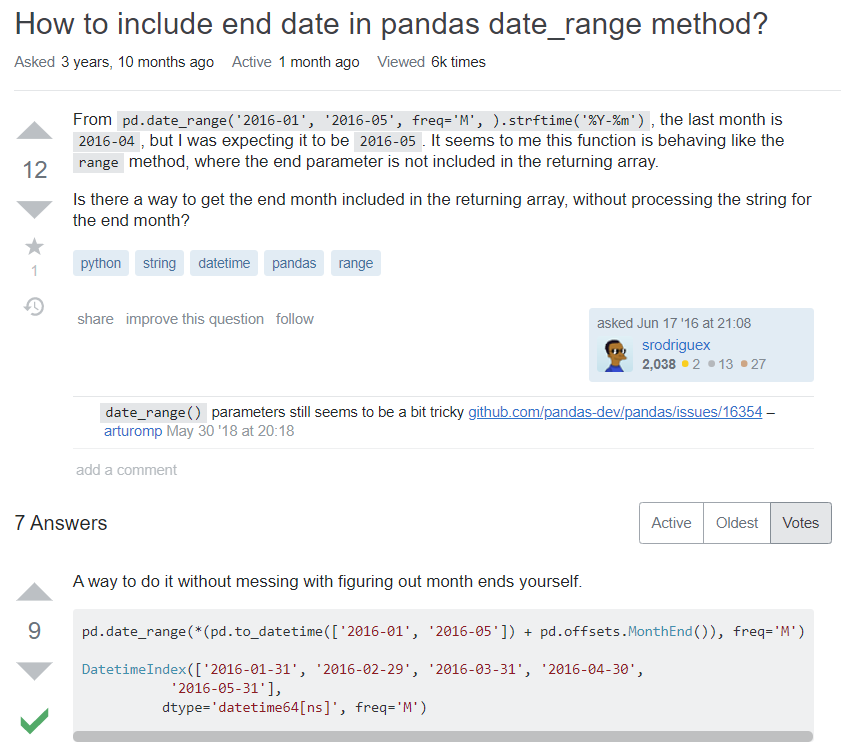 How to include end date in pandas date_range method?
Asked 3 years, 10 months ago Active 1 month ago Viewed 6k times
From pd.date_range('2016-01', '2016-05', freq='M', ).strftime('%Y-%m') , the last month is
2016-04 , but I was expecting it to be 2016-05 . It seems to me this function is behaving like the
range method, where the end parameter is not included in the returning array.
12
Is there a way to get the end month included in the returning array, without processing the string for
the end month?
1
python string datetime pandas range
share improve this question follow
asked Jun 17 '16 at 21:08
srodriguex
2,038 2 13 27
date_range() parameters still seems to be a bit tricky github.com/pandas-dev/pandas/issues/16354 –
arturomp May 30 '18 at 20:18
add a comment
7 Answers
Active Oldest Votes
A way to do it without messing with figuring out month ends yourself.
9
pd.date_range(*(pd.to_datetime(['2016-01', '2016-05']) + pd.offsets.MonthEnd()), freq='M')
DatetimeIndex(['2016-01-31', '2016-02-29', '2016-03-31', '2016-04-30',
'2016-05-31'],
dtype='datetime64[ns]', freq='M')